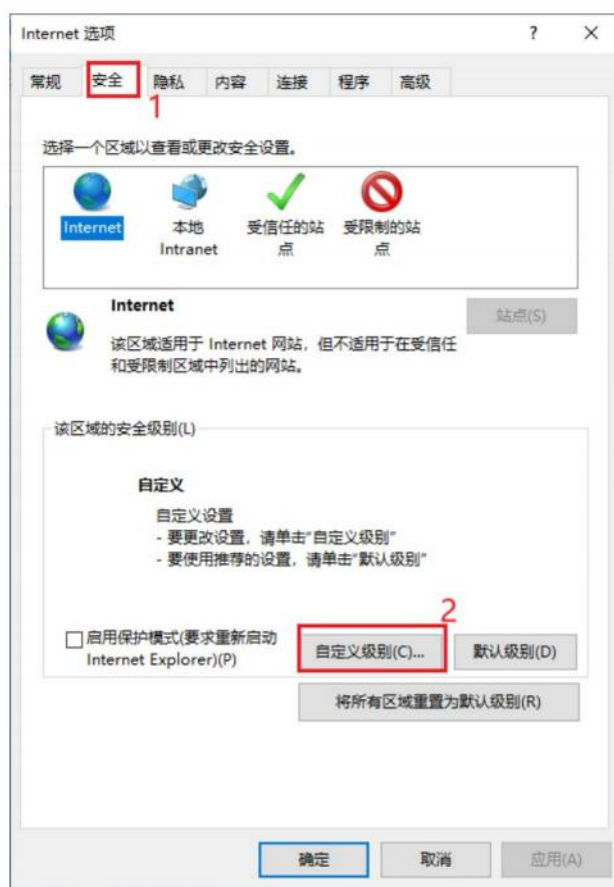 Internet 选项
常规 安全 隐私 内容 连接 程序 高级
1
选择一个区域以查看或更改安全设置。
Internet 本地 受信任的站 受限制的站
Intranet 点 点
Internet
站点(S)
该区域适用于 Internet 网站，但不适用于在受信任
和受限制区域中列出的网站。
该区域的安全级别(L)
自定义
自定义设置
- 要更改设置，请单击“自定义级别”
- 要使用推荐的设置，请单击“默认级别”
2
启用保护模式(要求重新启动
Internet Explorer)(P)
自定义级别(C)... 默认级别(D)
将所有区域重置为默认级别(R)
确定 取消 应用(A)